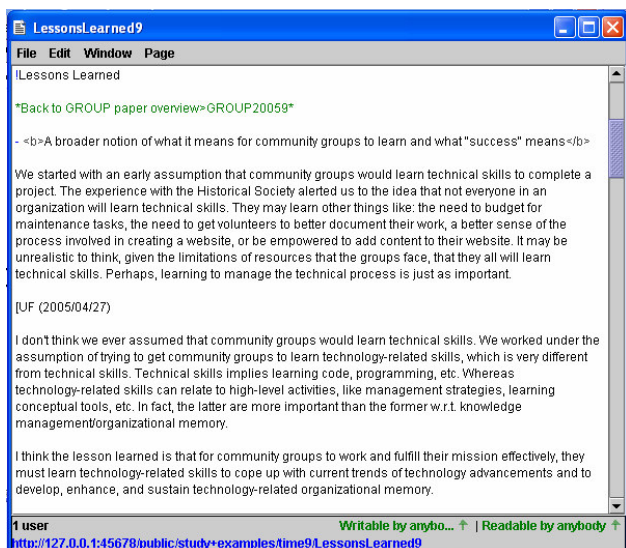 LessonsLearned9
File Edit Window Page
!Lessons Learned
*Back to GROUP paper overview>GROUP20059*
- <b>A broader notion of what it means for community groups to learn and what "success" means</b>
We started with an early assumption that community groups would learn technical skills to complete a
project. The experience with the Historical Society alerted us to the idea that not everyone in an
organization will learn technical skills. They may learn other things like: the need to budget for
maintenance tasks, the need to get volunteers to better document their work, a better sense of the
process involved in creating a website, or be empowered to add content to their website. It may be
unrealistic to think, given the limitations of resources that the groups face, that they all will learn
technical skills. Perhaps, learning to manage the technical process is just as important.
[UF (2005/04/27)
I don't think we ever assumed that community groups would learn technical skills. We worked under the
assumption of trying to get community groups to learn technology-related skills, which is very different
from technical skills. Technical skills implies learning code, programming, etc. Whereas
technology-related skills can relate to high-level activities, like management strategies, learning
conceptual tools, etc. In fact, the latter are more important than the former w.r.t. knowledge
management/organizational memory.
I think the lesson learned is that for community groups to work and fulfill their mission effectively, they
must learn technology-related skills to cope up with current trends of technology advancements and to
develop, enhance, and sustain technology-related organizational memory.
1 user Writable by anybo... ↑ | Readable by anybody ↑
http://127.0.0.1:45678/public/study+examples/time9/LessonsLearned9